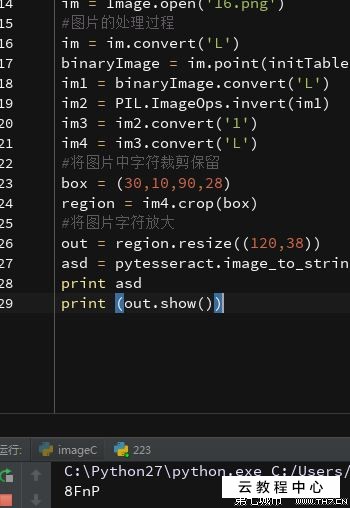 14 im = Image.open('16.png')
15 #图片的处理过程
16 im = im.convert('L')
17 binaryImage = im.point(initTable
18 im1 = binaryImage.convert('L')
19 im2 = PIL.ImageOps.invert(im1)
20 im3 = im2.convert('1')
21 im4 = im3.convert('L')
22 #将图片中字符裁剪保留
23 box = (30,10,90,28)
24 region = im4.crop(box)
25 #将图片字符放大
26 out = region.resize((120,38))
27 asd = pytesseract.image_to_strin
28 print asd
29 print (out.show())
运行: imageC 223
C:\Python27\python.exe C:/Users/
8FnP
云教程中心
第七城市 www.TH7.CN